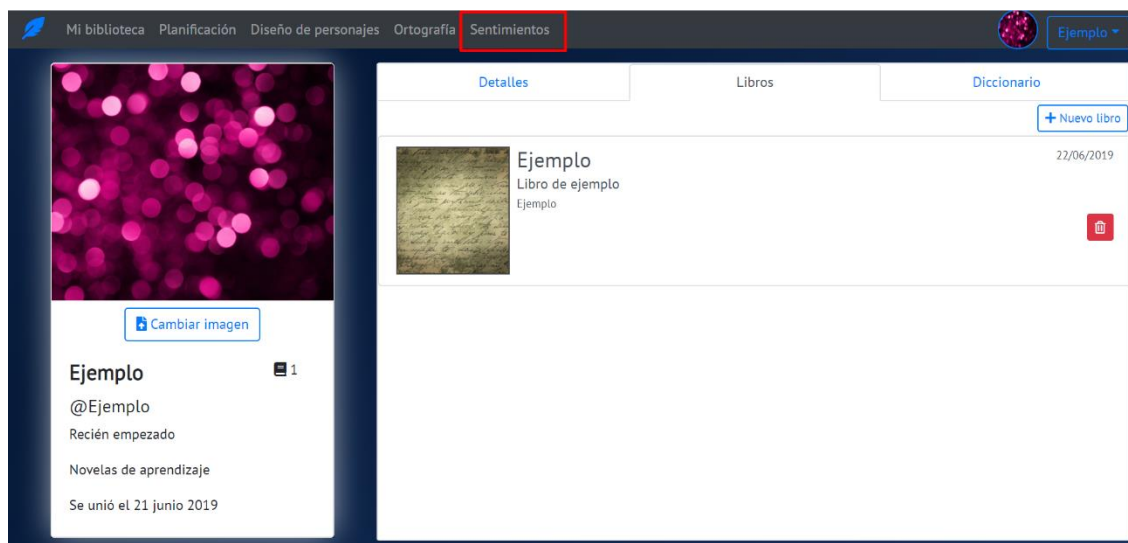 Mi biblioteca Planificación Diseño de personajes Ortografía Sentimientos Ejemplo
Detalles Libros Diccionario
+ Nuevo libro
Ejemplo 22/06/2019
Libro de ejemplo
Ejemplo
Cambiar imagen
Ejemplo 1
@Ejemplo
Recién empezado
Novelas de aprendizaje
Se unió el 21 junio 2019